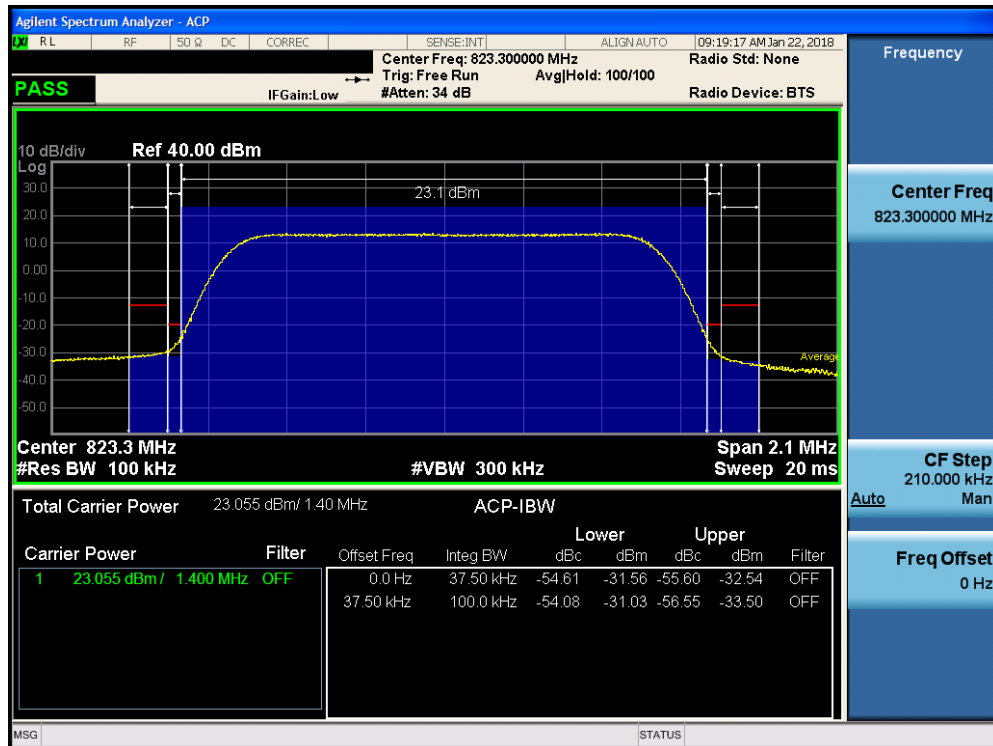 Agilent Spectrum Analyzer - ACP
LXI RL RF 50 Ω DC CORREC SENSE:INT ALIGN AUTO 09:19:17 AM Jan 22, 2018
Center Freq: 823.300000 MHz Radio Std: None
Trig: Free Run Avg|Hold: 100/100
PASS IFGain:Low #Atten: 34 dB Radio Device: BTS
10 dB/div Ref 40.00 dBm
Log
30.0
23.1 dBm
20.0
10.0
0.00
-10.0
-20.0
-30.0
Average
-40.0
-50.0
Center 823.3 MHz Span 2.1 MHz
#Res BW 100 kHz #VBW 300 kHz Sweep 20 ms
Total Carrier Power 23.055 dBm/ 1.40 MHz ACP-IBW
Lower Upper
Carrier Power Filter Offset Freq Integ BW dBc dBm dBc dBm Filter
1 23.055 dBm / 1.400 MHz OFF 0.0 Hz 37.50 kHz -54.61 -31.56 -55.60 -32.54 OFF
37.50 kHz 100.0 kHz -54.08 -31.03 -56.55 -33.50 OFF
MSG STATUS
Frequency
Center Freq
823.300000 MHz
CF Step
210.000 kHz
Auto Man
Freq Offset
0 Hz